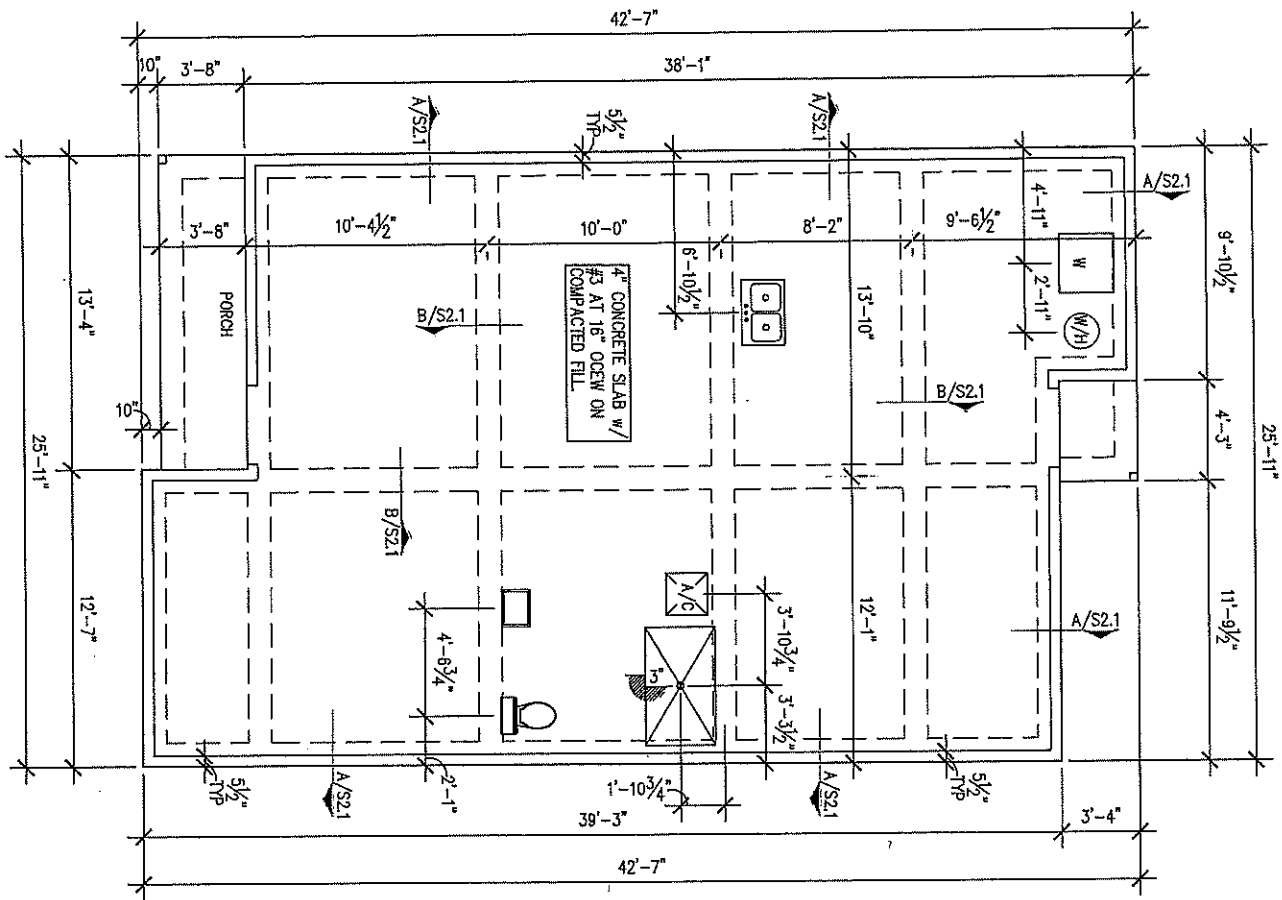 42'-7"
10"
3'-8"
38'-1"
A/S2.1
5½"
TYP
A/S2.1
A/S2.1
4'-11"
3'-8"
10'-4½"
10'-0"
8'-2"
9'-6½"
W
9'-10½"
6'-10½"
2'-11"
W/H
13'-4"
PORCH
B/S2.1
4" CONCRETE SLAB w/
#3 AT 16" OCEW ON
COMPACTED FILL
13'-10"
B/S2.1
10"
4'-3"
25'-11"
25'-11"
B/S2.1
12'-7"
A/C
3'-10¾"
12'-1"
11'-9½"
A/S2.1
4'-8¾"
3"
3'-3½"
5½"
TYP
A/S2.1
2'-1"
1'-10¾"
A/S2.1
5½"
TYP
39'-3"
3'-4"
42'-7"